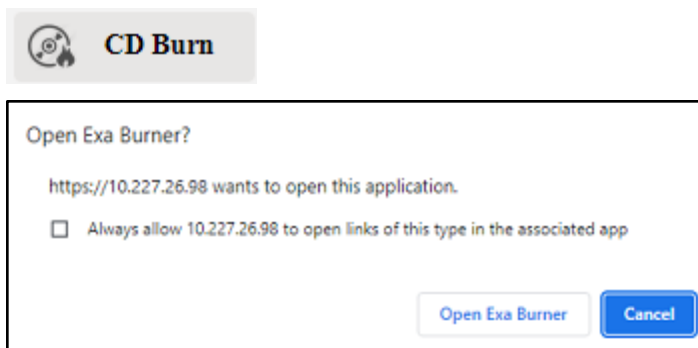 CD Burn
Open Exa Burner?
https://10.227.26.98 wants to open this application.
Always allow 10.227.26.98 to open links of this type in the associated app
Open Exa Burner
Cancel